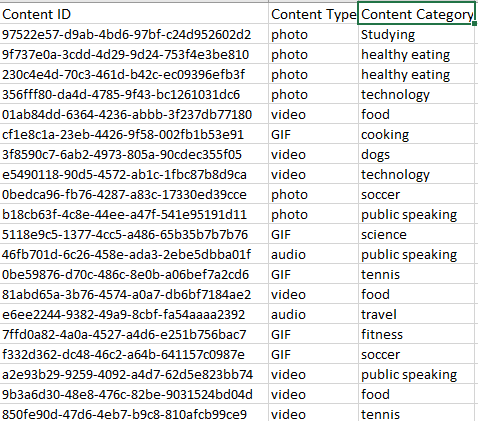 Content ID Content Type Content Category
97522e57-d9ab-4bd6-97bf-c24d952602d2 photo Studying
9f737e0a-3cdd-4d29-9d24-753f4e3be810 photo healthy eating
230c4e4d-70c3-461d-b42c-ec09396efb3f photo healthy eating
356fff80-da4d-4785-9f43-bc1261031dc6 photo technology
01ab84dd-6364-4236-abbb-3f237db77180 video food
cf1e8c1a-23eb-4426-9f58-002fb1b53e91 GIF cooking
3f8590c7-6ab2-4973-805a-90cdec355f05 video dogs
e5490118-90d5-4572-ab1c-1fbc87b8d9ca video technology
0bedca96-fb76-4287-a83c-17330ed39cce photo soccer
b18cb63f-4c8e-44ee-a47f-541e95191d11 photo public speaking
5118e9c5-1377-4cc5-a486-65b35b7b7b76 GIF science
46fb701d-6c26-458e-ada3-2ebe5dbba01f audio public speaking
0be59876-d70c-486c-8e0b-a06bef7a2cd6 GIF tennis
81abd65a-3b76-4574-a0a7-db6bf7184ae2 video food
e6ee2244-9382-49a9-8cbf-fa54aaaa2392 audio travel
7ffd0a82-4a0a-4527-a4d6-e251b756bac7 GIF fitness
f332d362-dc48-46c2-a64b-641157c0987e GIF soccer
a2e93b29-9259-4092-a4d7-62d5e823bb74 video public speaking
9b3a6d30-48e8-476c-82be-9031524bd04d video food
850fe90d-47d6-4eb7-b9c8-810afcb99ce9 video tennis